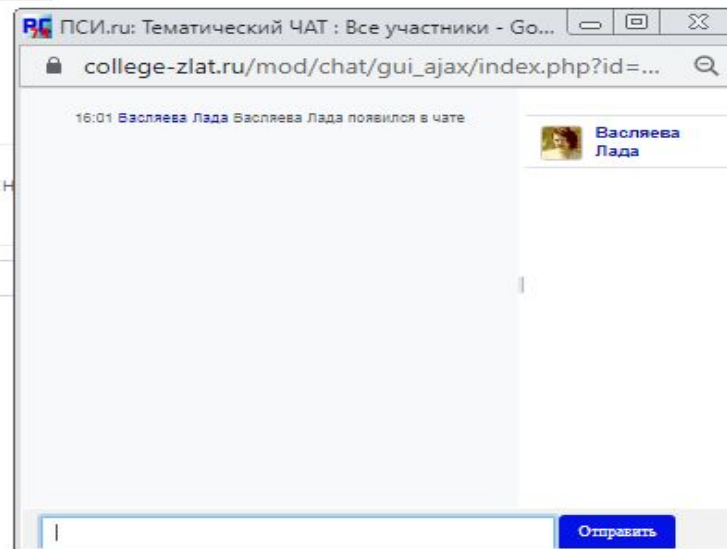 ПСИ.ru: Тематический ЧАТ : Все участники - Go...
college-zlat.ru/mod/chat/gui_ajax/index.php?id=...
16:01 Васляева Лада Васляева Лада появился в чате
Васляева
Лада
н
Отправить